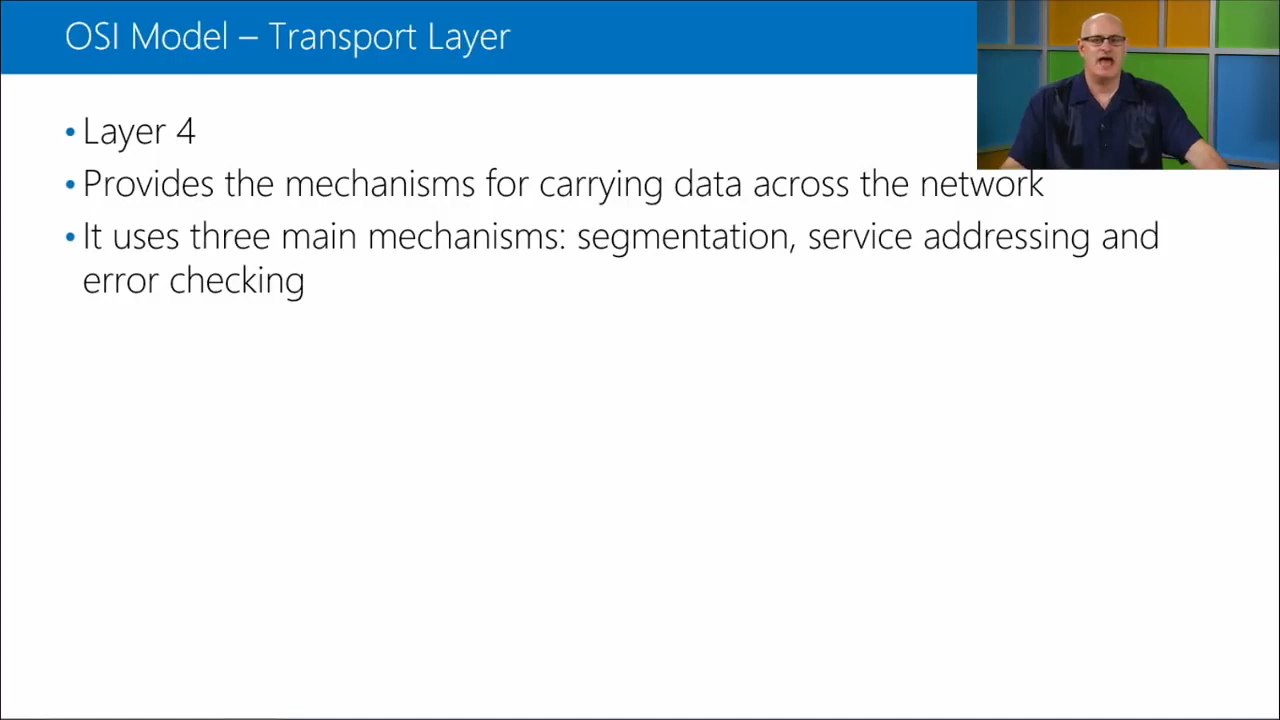 OSI Model – Transport Layer
• Layer 4
• Provides the mechanisms for carrying data across the network
• It uses three main mechanisms: segmentation, service addressing and
error checking